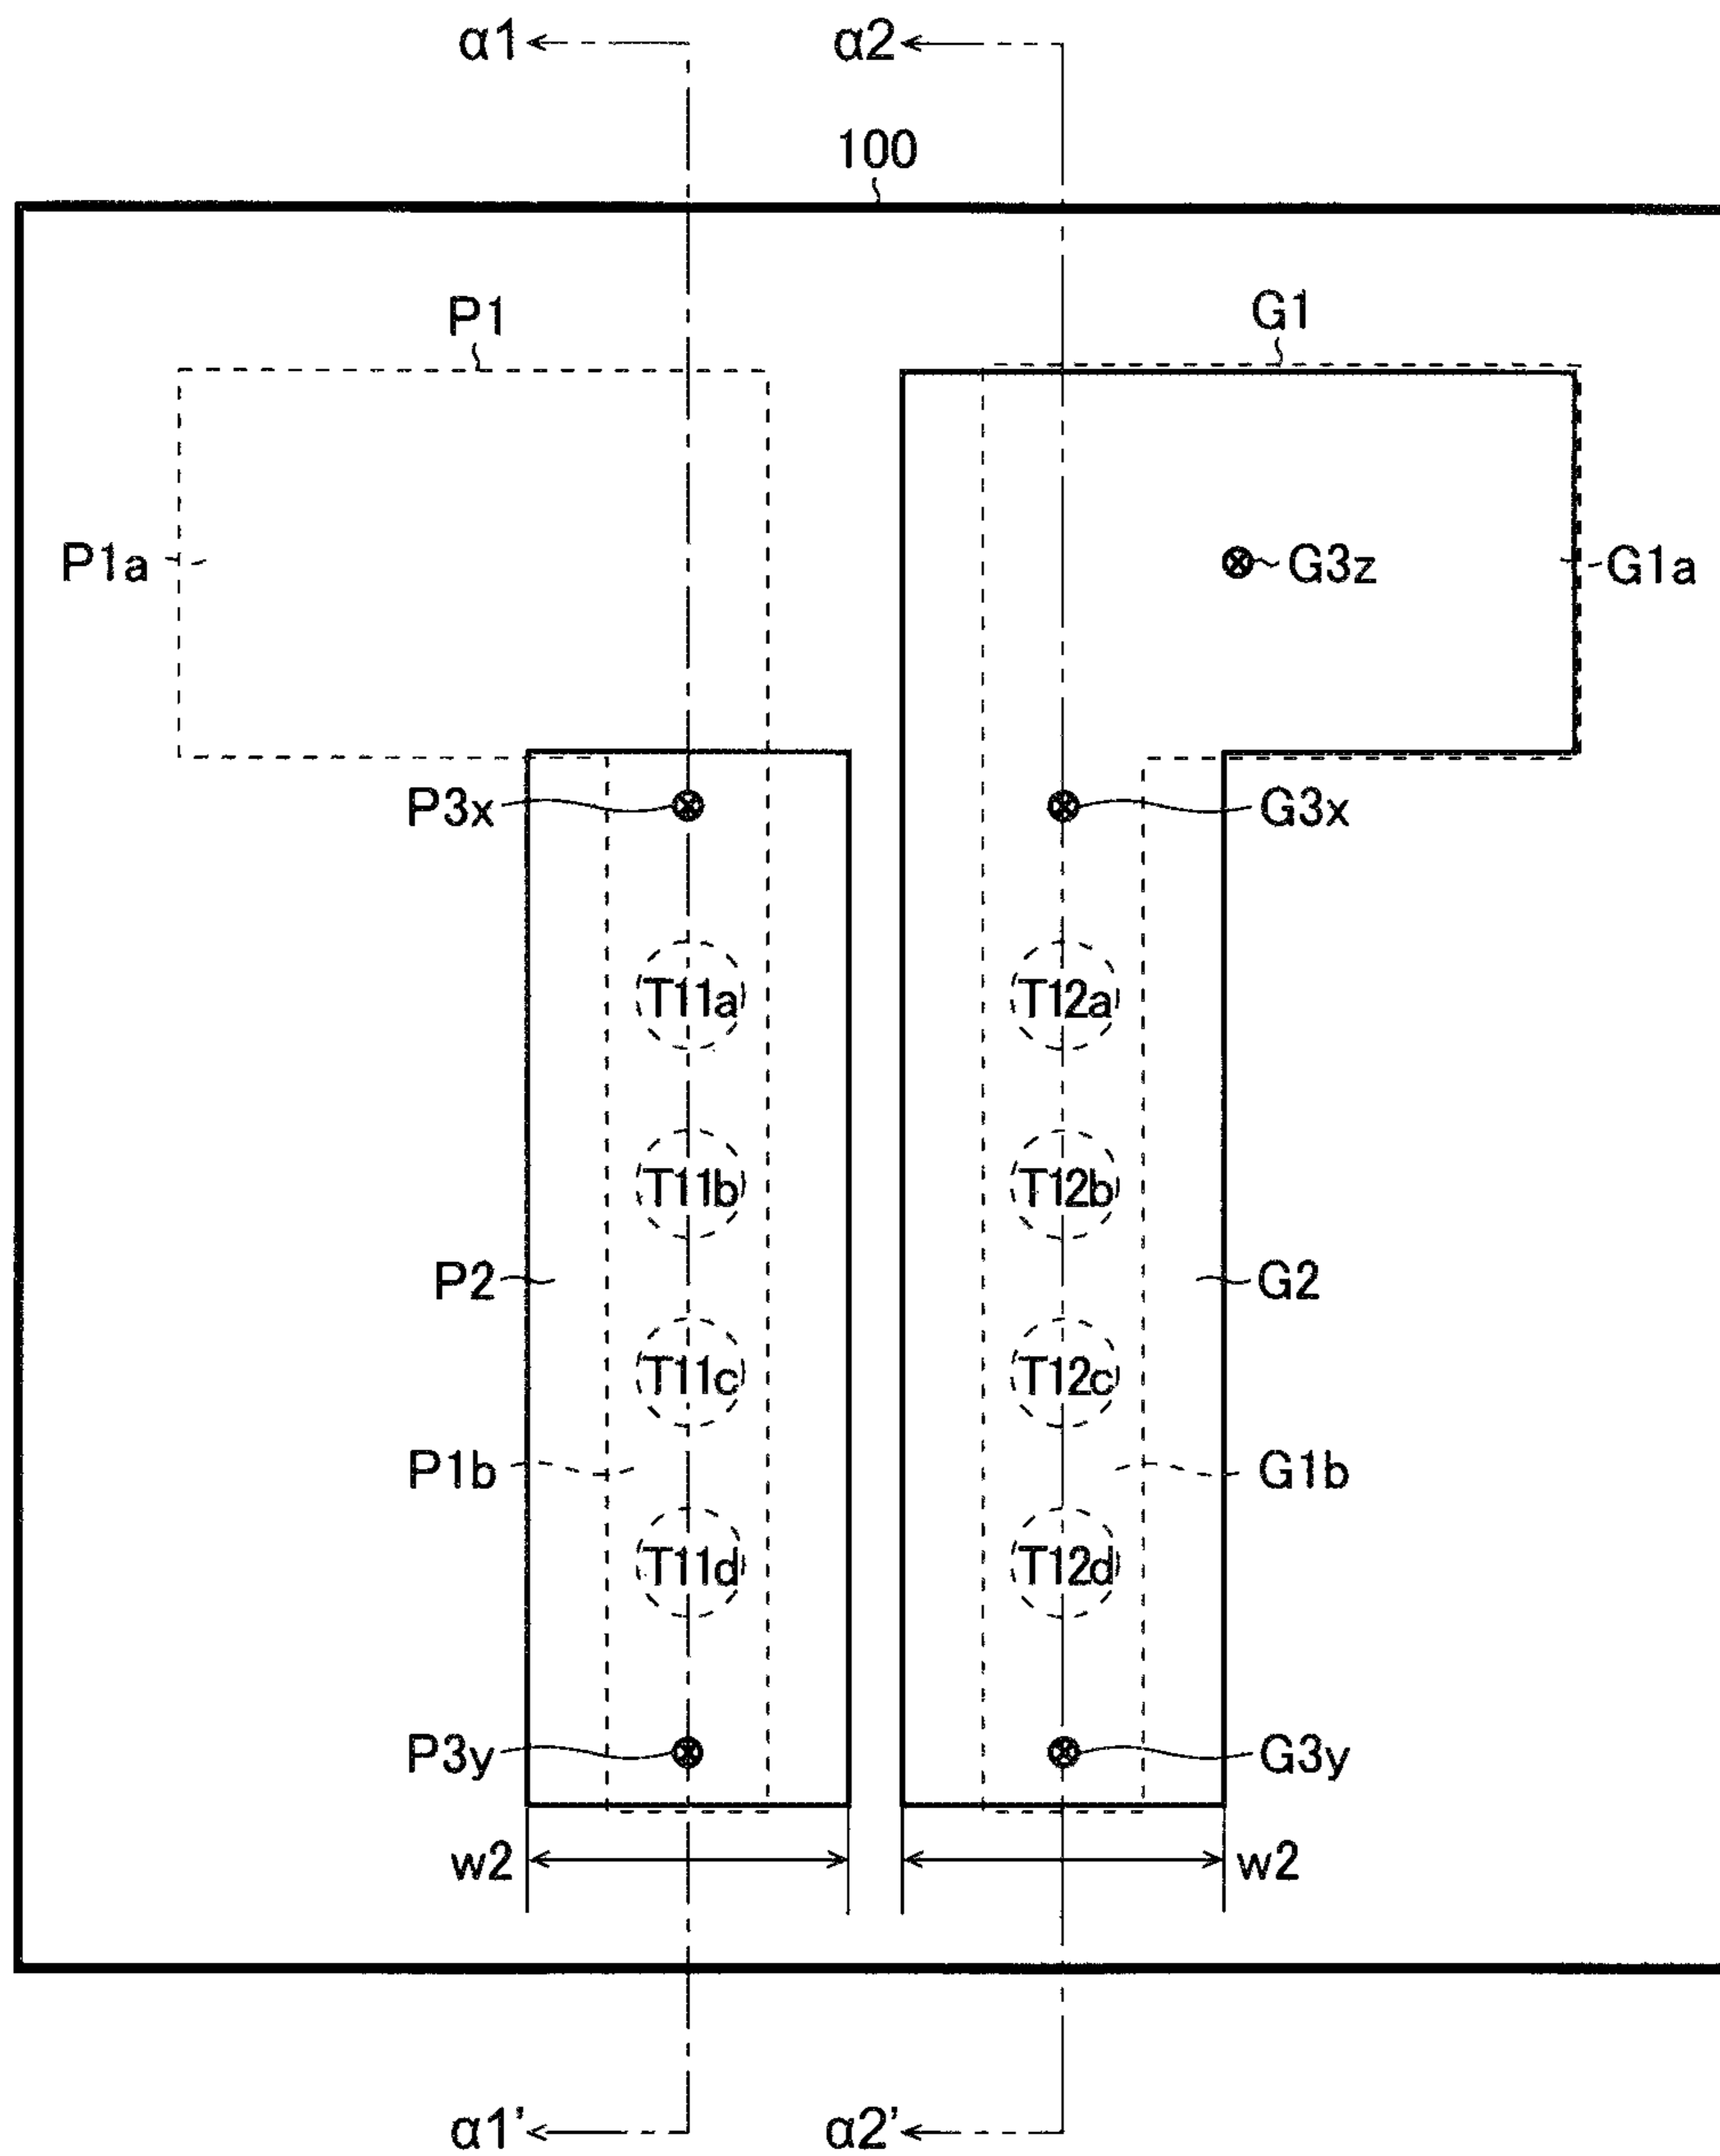 α1 α2
100
P1 G1
P1a G3z G1a
P3x G3x
T11a T12a
T11b T12b
P2 G2
T11c T12c
P1b G1b
T11d T12d
P3y G3y
w2 w2
α1' α2'